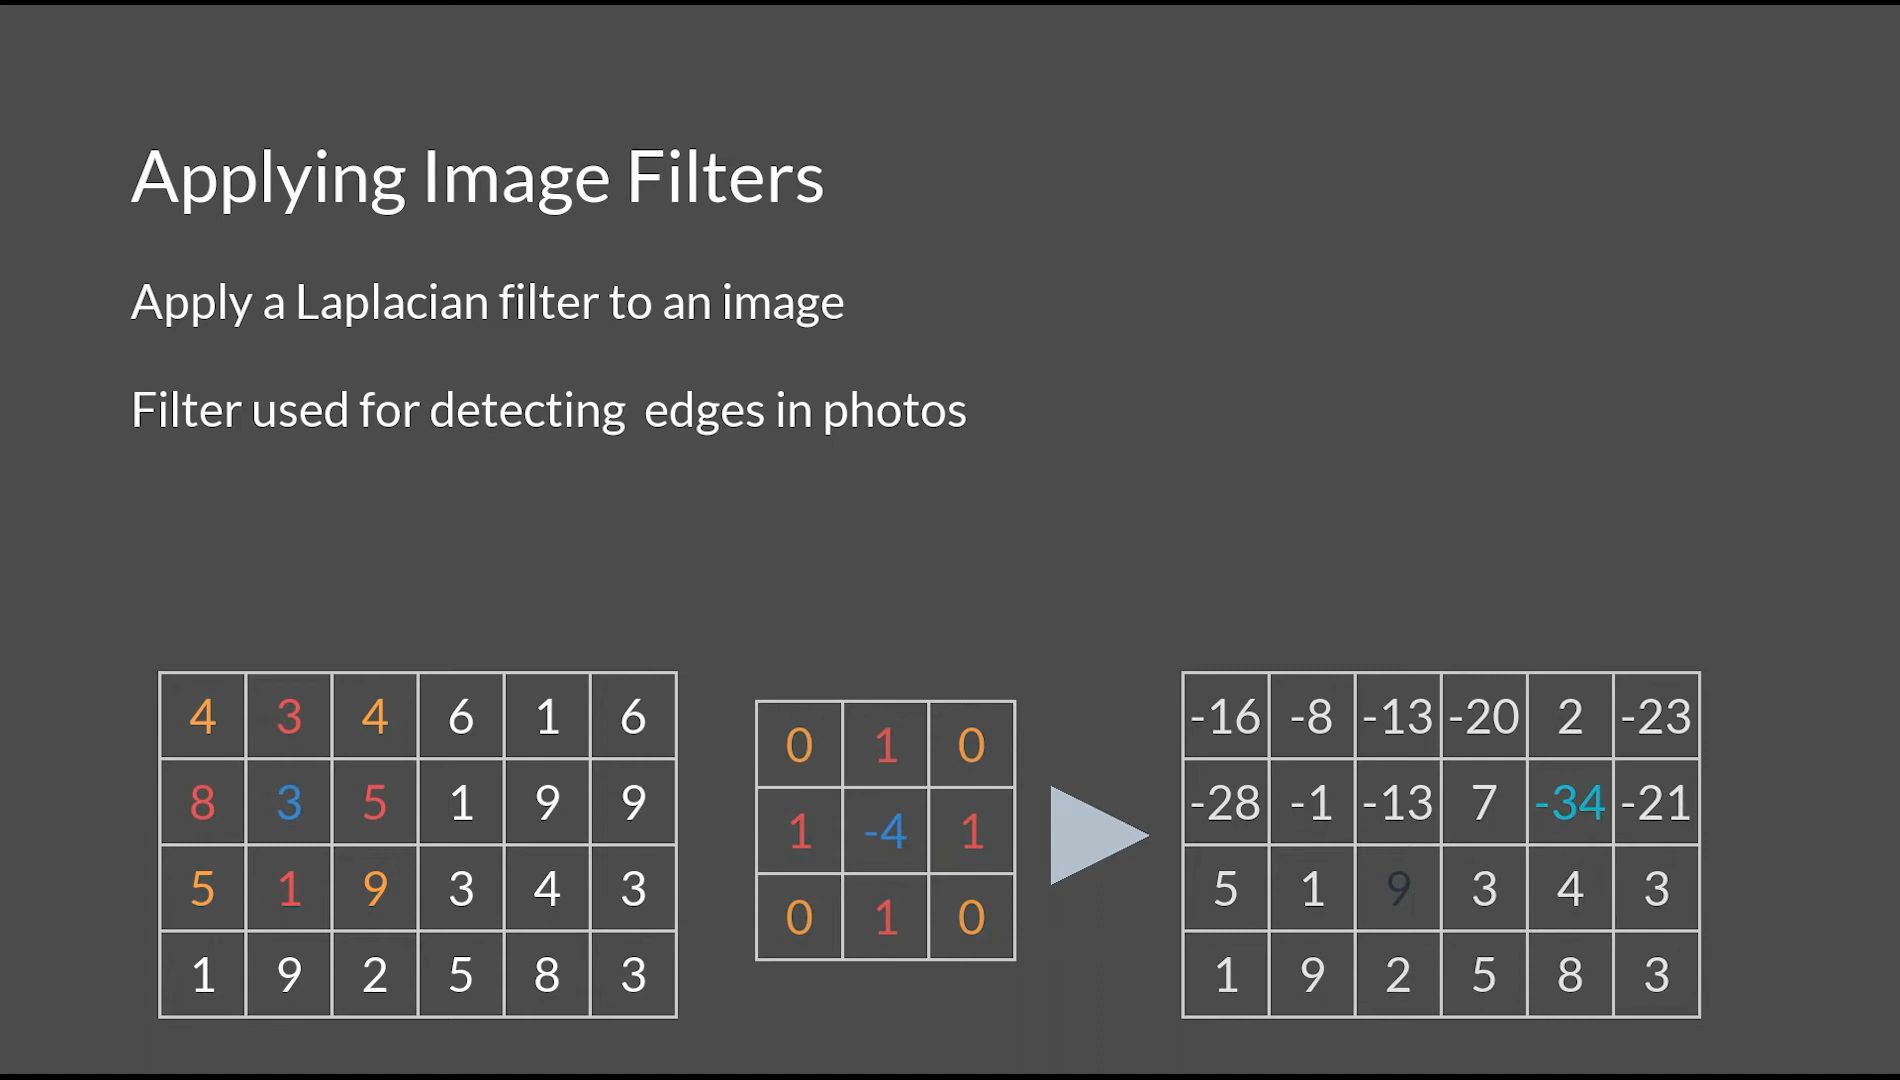 Applying Image Filters
Apply a Laplacian filter to an image
Filter used for detecting edges in photos
4 3 4 6 1 6
8 3 5 1 9 9
5 1 9 3 4 3
1 9 2 5 8 3
0 1 0
1 -4 1
0 1 0
-16 -8 -13 -20 2 -23
-28 -1 -13 7 -34 -21
5 1 9 3 4 3
1 9 2 5 8 3